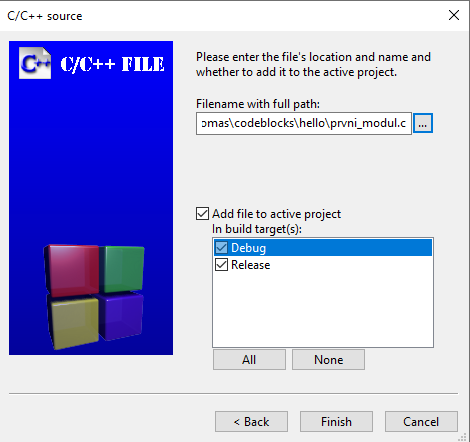 C/C++ source
C++
C/C++ FILE
Please enter the file's location and name and
whether to add it to the active project.
Filename with full path:
omas\codeblocks\hello\prvni_modul.c
...
Add file to active project
In build target(s):
Debug
Release
All
None
< Back
Finish
Cancel